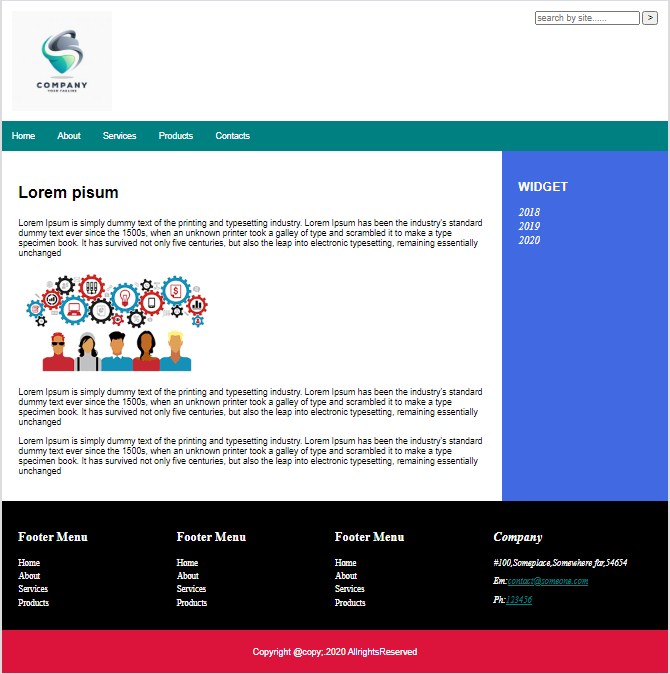 COMPANY
YOUR TAGLINE
search by site......
>
Home About Services Products Contacts
Lorem pisum
Lorem Ipsum is simply dummy text of the printing and typesetting industry. Lorem Ipsum has been the industry's standard
dummy text ever since the 1500s, when an unknown printer took a galley of type and scrambled it to make a type
specimen book. It has survived not only five centuries, but also the leap into electronic typesetting, remaining essentially
unchanged
Lorem Ipsum is simply dummy text of the printing and typesetting industry. Lorem Ipsum has been the industry's standard
dummy text ever since the 1500s, when an unknown printer took a galley of type and scrambled it to make a type
specimen book. It has survived not only five centuries, but also the leap into electronic typesetting, remaining essentially
unchanged
Lorem Ipsum is simply dummy text of the printing and typesetting industry. Lorem Ipsum has been the industry's standard
dummy text ever since the 1500s, when an unknown printer took a galley of type and scrambled it to make a type
specimen book. It has survived not only five centuries, but also the leap into electronic typesetting, remaining essentially
unchanged
WIDGET
2018
2019
2020
Footer Menu
Home
About
Services
Products
Footer Menu
Home
About
Services
Products
Footer Menu
Home
About
Services
Products
Company
#100,Someplace,Somewhere far,54654
Em:contact@someone.com
Ph:123456
Copyright @copy;.2020 AllrightsReserved